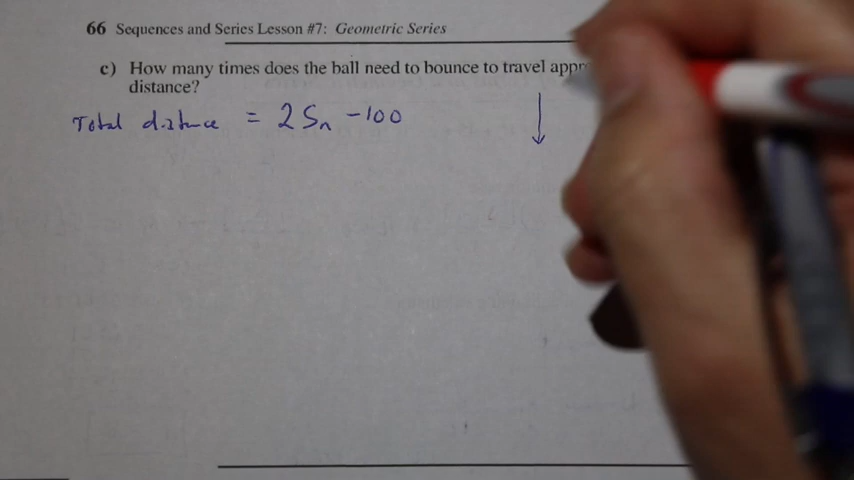 66 Sequences and Series Lesson #7: Geometric Series
c) How many times does the ball need to bounce to travel
distance?
Total distance = 2Sn - 100